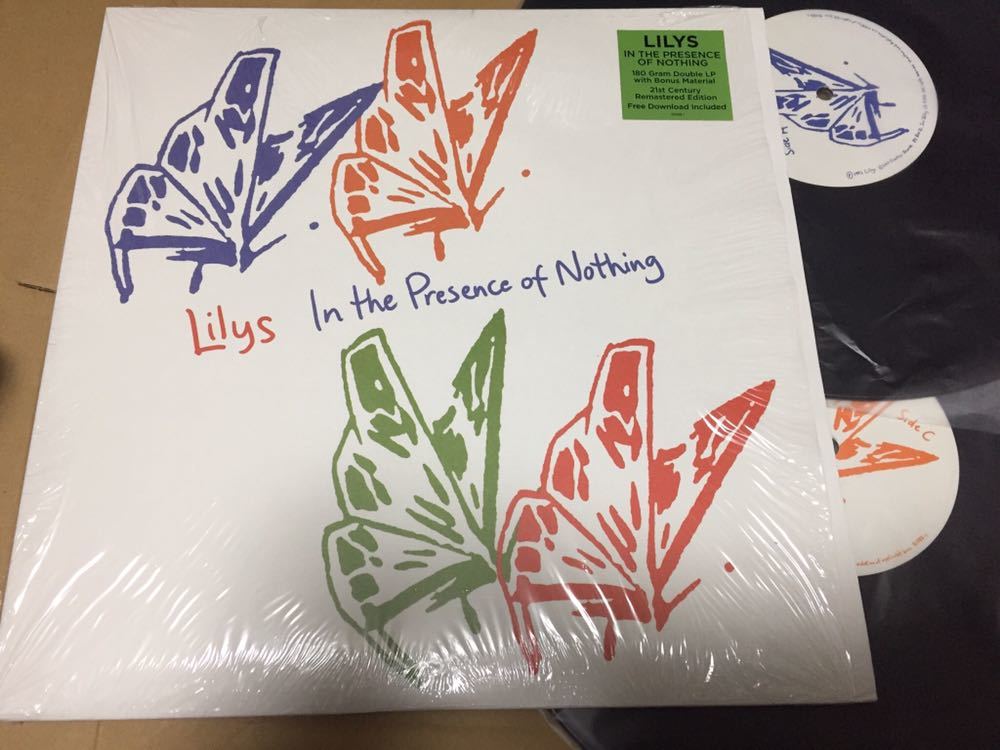 LILYS
IN THE PRESENCE
OF NOTHING
180 Gram Double LP
with Bonus Material
21st Century
Remastered Edition
Free Download Included
Lilys In the Presence of Nothing
Side A
Side C